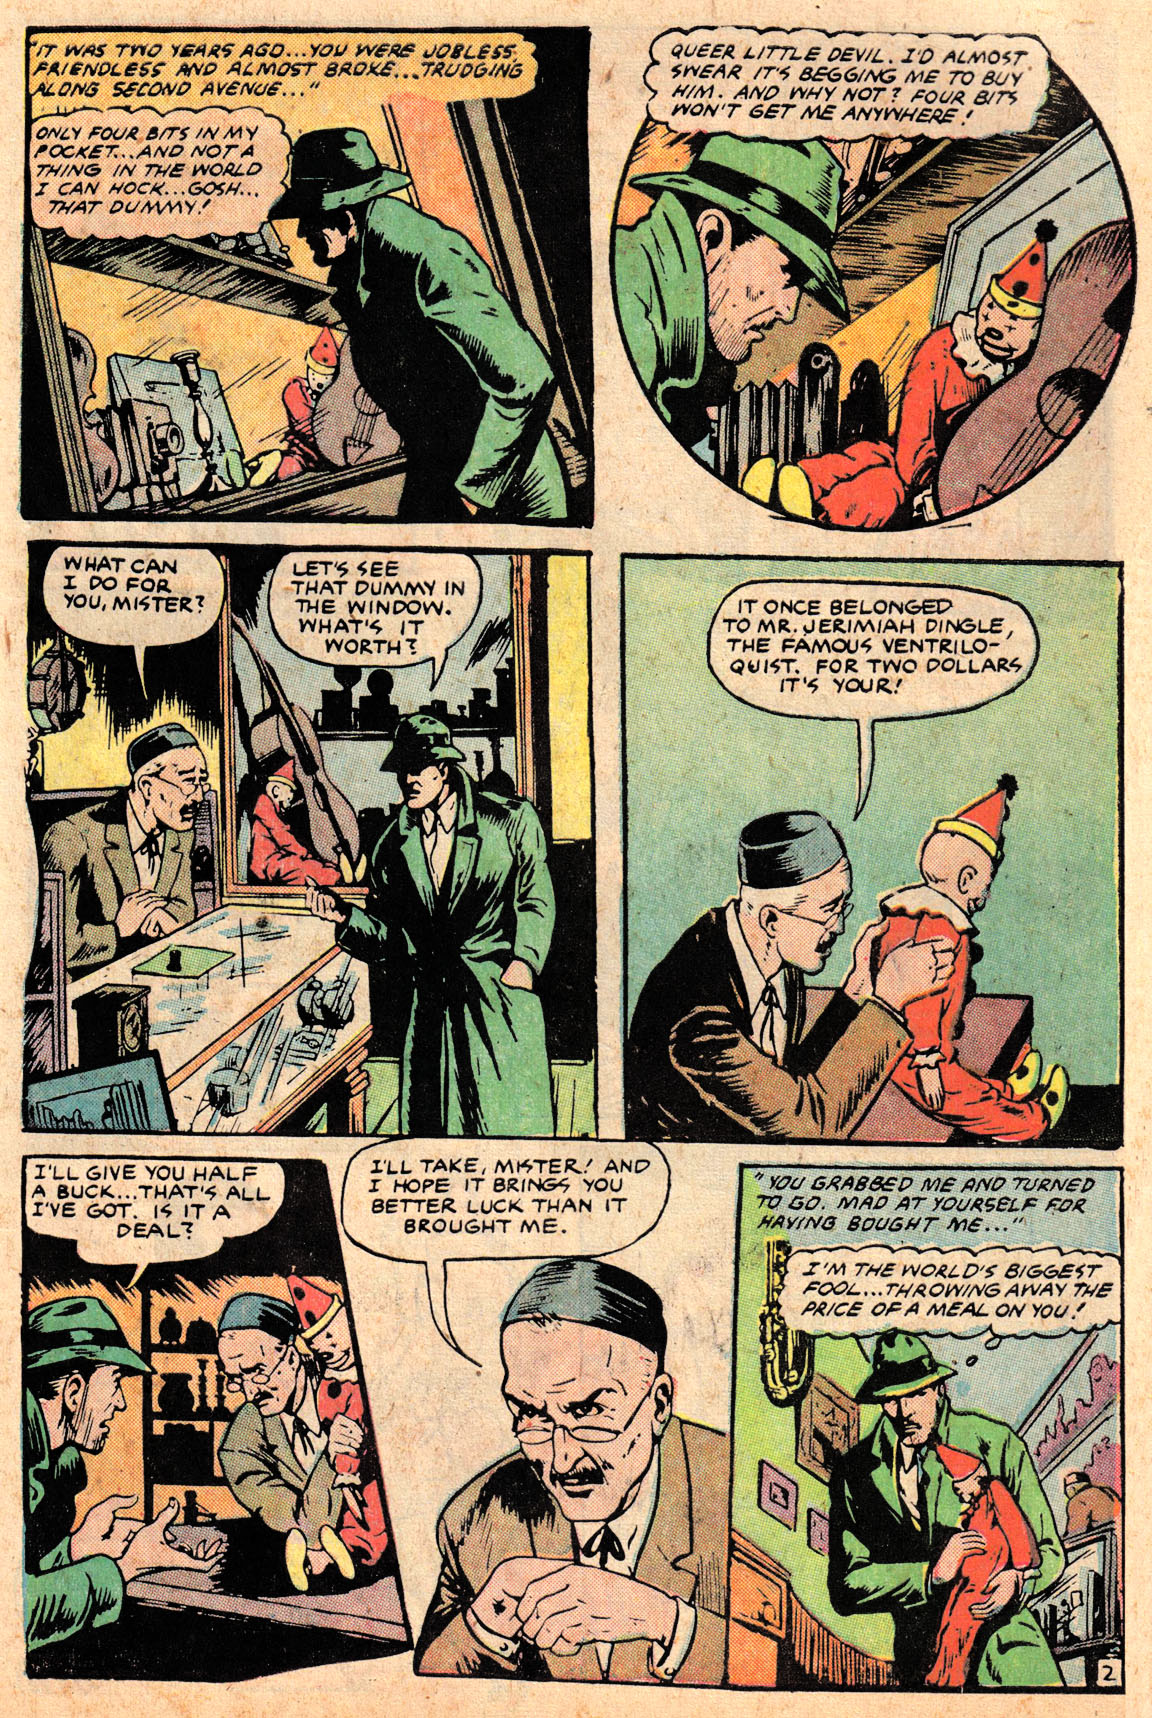 "IT WAS TWO YEARS AGO...YOU WERE JOBLESS,
FRIENDLESS AND ALMOST BROKE...TRUDGING
ALONG SECOND AVENUE..."
ONLY FOUR BITS IN MY
POCKET...AND NOT A
THING IN THE WORLD
I CAN HOCK...GOSH...
THAT DUMMY!
QUEER LITTLE DEVIL. I'D ALMOST
SWEAR IT'S BEGGING ME TO BUY
HIM. AND WHY NOT? FOUR BITS
WON'T GET ME ANYWHERE!
WHAT CAN
I DO FOR
YOU, MISTER?
LET'S SEE
THAT DUMMY IN
THE WINDOW.
WHAT'S IT
WORTH?
IT ONCE BELONGED
TO MR. JERIMIAH DINGLE,
THE FAMOUS VENTRILO-
QUIST. FOR TWO DOLLARS
IT'S YOUR!
I'LL GIVE YOU HALF
A BUCK...THAT'S ALL
I'VE GOT. IS IT A
DEAL?
I'LL TAKE, MISTER! AND
I HOPE IT BRINGS YOU
BETTER LUCK THAN IT
BROUGHT ME.
"YOU GRABBED ME AND TURNED
TO GO. MAD AT YOURSELF FOR
HAVING BOUGHT ME..."
I'M THE WORLD'S BIGGEST
FOOL...THROWING AWAY THE
PRICE OF A MEAL ON YOU!
2